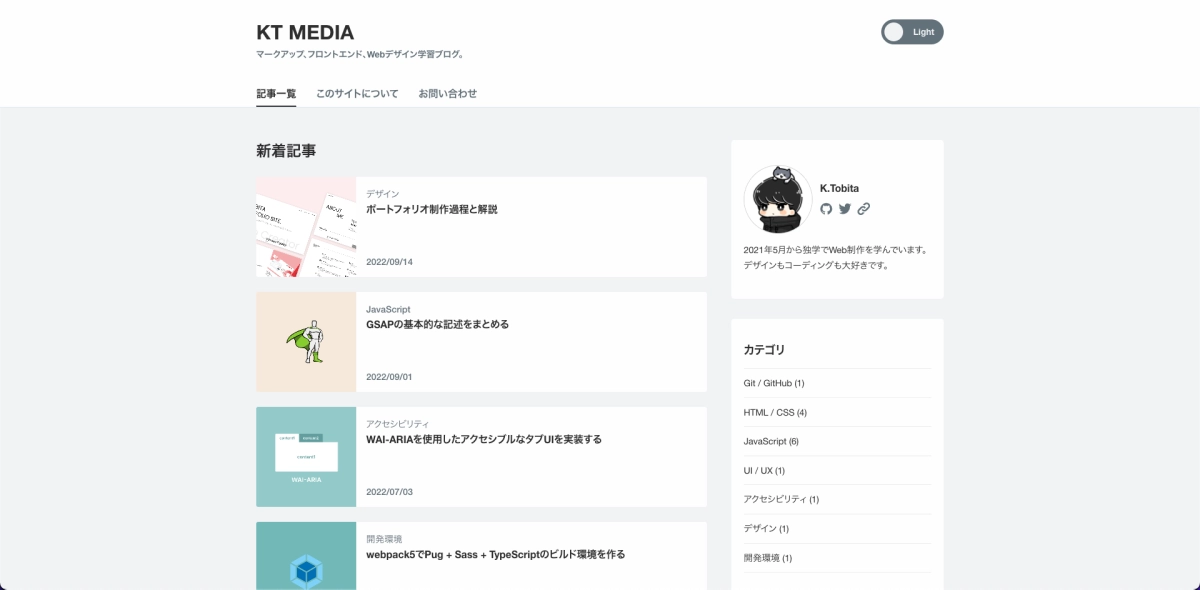 KT MEDIA
マークアップ、フロントエンド、Webデザイン学習ブログ。
Light
記事一覧 このサイトについて お問い合わせ
新着記事
デザイン
ポートフォリオ制作過程と解説
2022/09/14
JavaScript
GSAPの基本的な記述をまとめる
2022/09/01
content1
content1
WAI-ARIA
アクセシビリティ
WAI-ARIAを使用したアクセシブルなタブUIを実装する
2022/07/03
開発環境
webpack5でPug + Sass + TypeScriptのビルド環境を作る
K.Tobita
2021年5月から独学でWeb制作を学んでいます。
デザインもコーディングも大好きです。
カテゴリ
Git / GitHub (1)
HTML / CSS (4)
JavaScript (6)
UI / UX (1)
アクセシビリティ (1)
デザイン (1)
開発環境 (1)